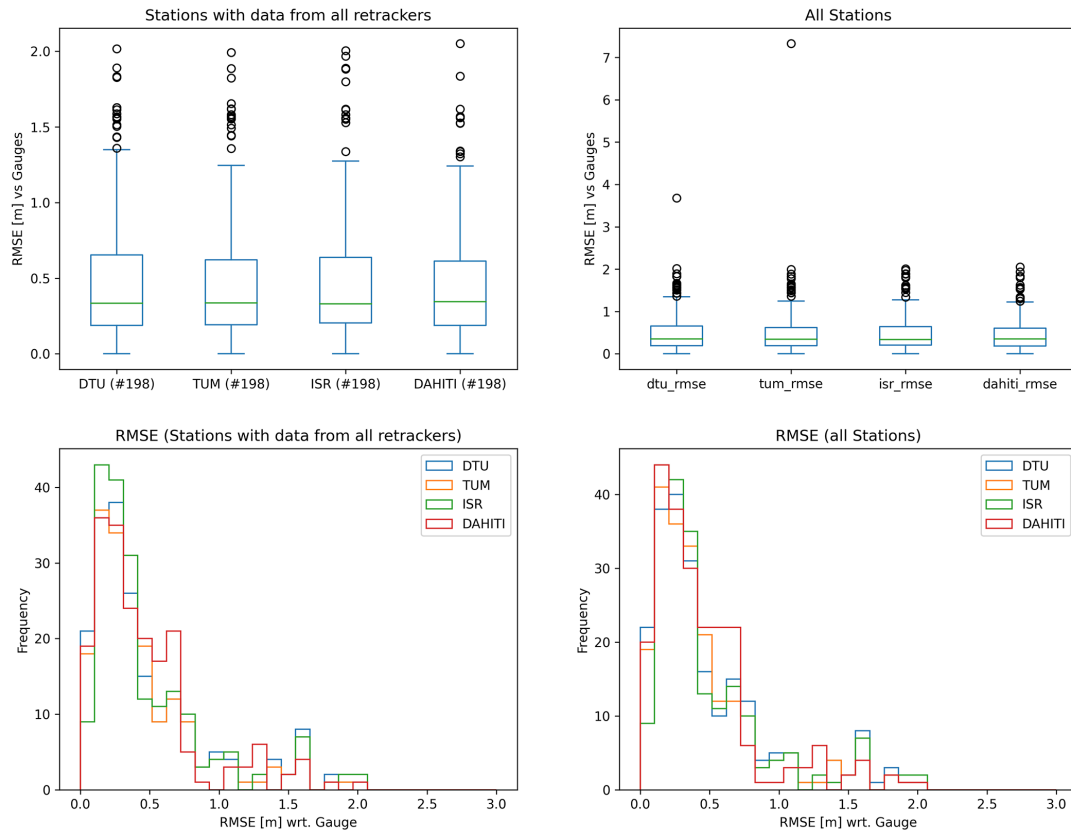 Stations with data from all retrackers
RMSE [m] vs Gauges
2.0
1.5
1.0
0.5
0.0
DTU (#198) TUM (#198) ISR (#198) DAHITI (#198)
All Stations
RMSE [m] vs Gauges
7
6
5
4
3
2
1
0
dtu_rmse tum_rmse isr_rmse dahiti_rmse
RMSE (Stations with data from all retrackers)
Frequency
40
30
20
10
0
DTU
TUM
ISR
DAHITI
0.0 0.5 1.0 1.5 2.0 2.5 3.0
RMSE [m] wrt. Gauge
RMSE (all Stations)
Frequency
40
30
20
10
0
DTU
TUM
ISR
DAHITI
0.0 0.5 1.0 1.5 2.0 2.5 3.0
RMSE [m] wrt. Gauge